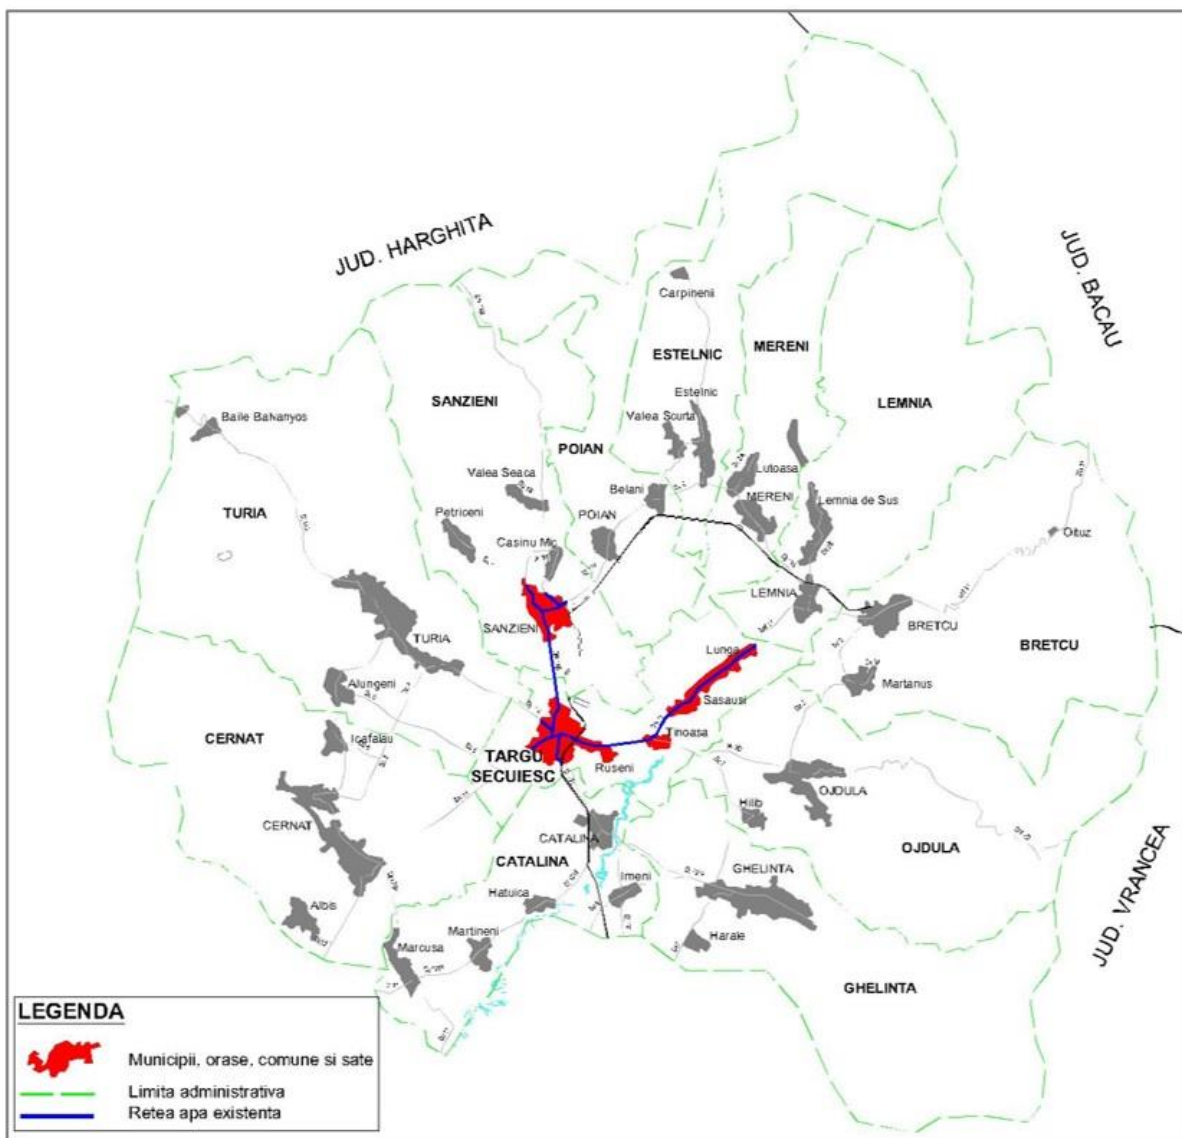 JUD. HARGHITA
JUD. BACAU
Carpinenii
ESTELNIC
MERENI
SANZIENI
Estelnic
LEMNIA
Baile Balvanyos
Valea Scurta
POIAN
Valea Seaca
Lutoasa
Belani
MERENI
Lemnia de Sus
TURIA
Petriceni
POIAN
Oituz
Casinu Mic
LEMNIA
SANZIENI
BRETCU
TURIA
Lunga
BRETCU
Alungeni
Martanus
Sasausi
CERNAT
Icafalau
Tinoasa
TARGU
SECUIESC
Ruseni
OJDULA
Hilib
CERNAT
CATALINA
OJDULA
CATALINA
GHELINTA
JUD. VRANCEA
Imeni
Hatuica
Albis
Martineni
Marcusa
Harale
GHELINTA
LEGENDA
Municipii, orase, comune si sate
Limita administrativa
Retea apa existenta